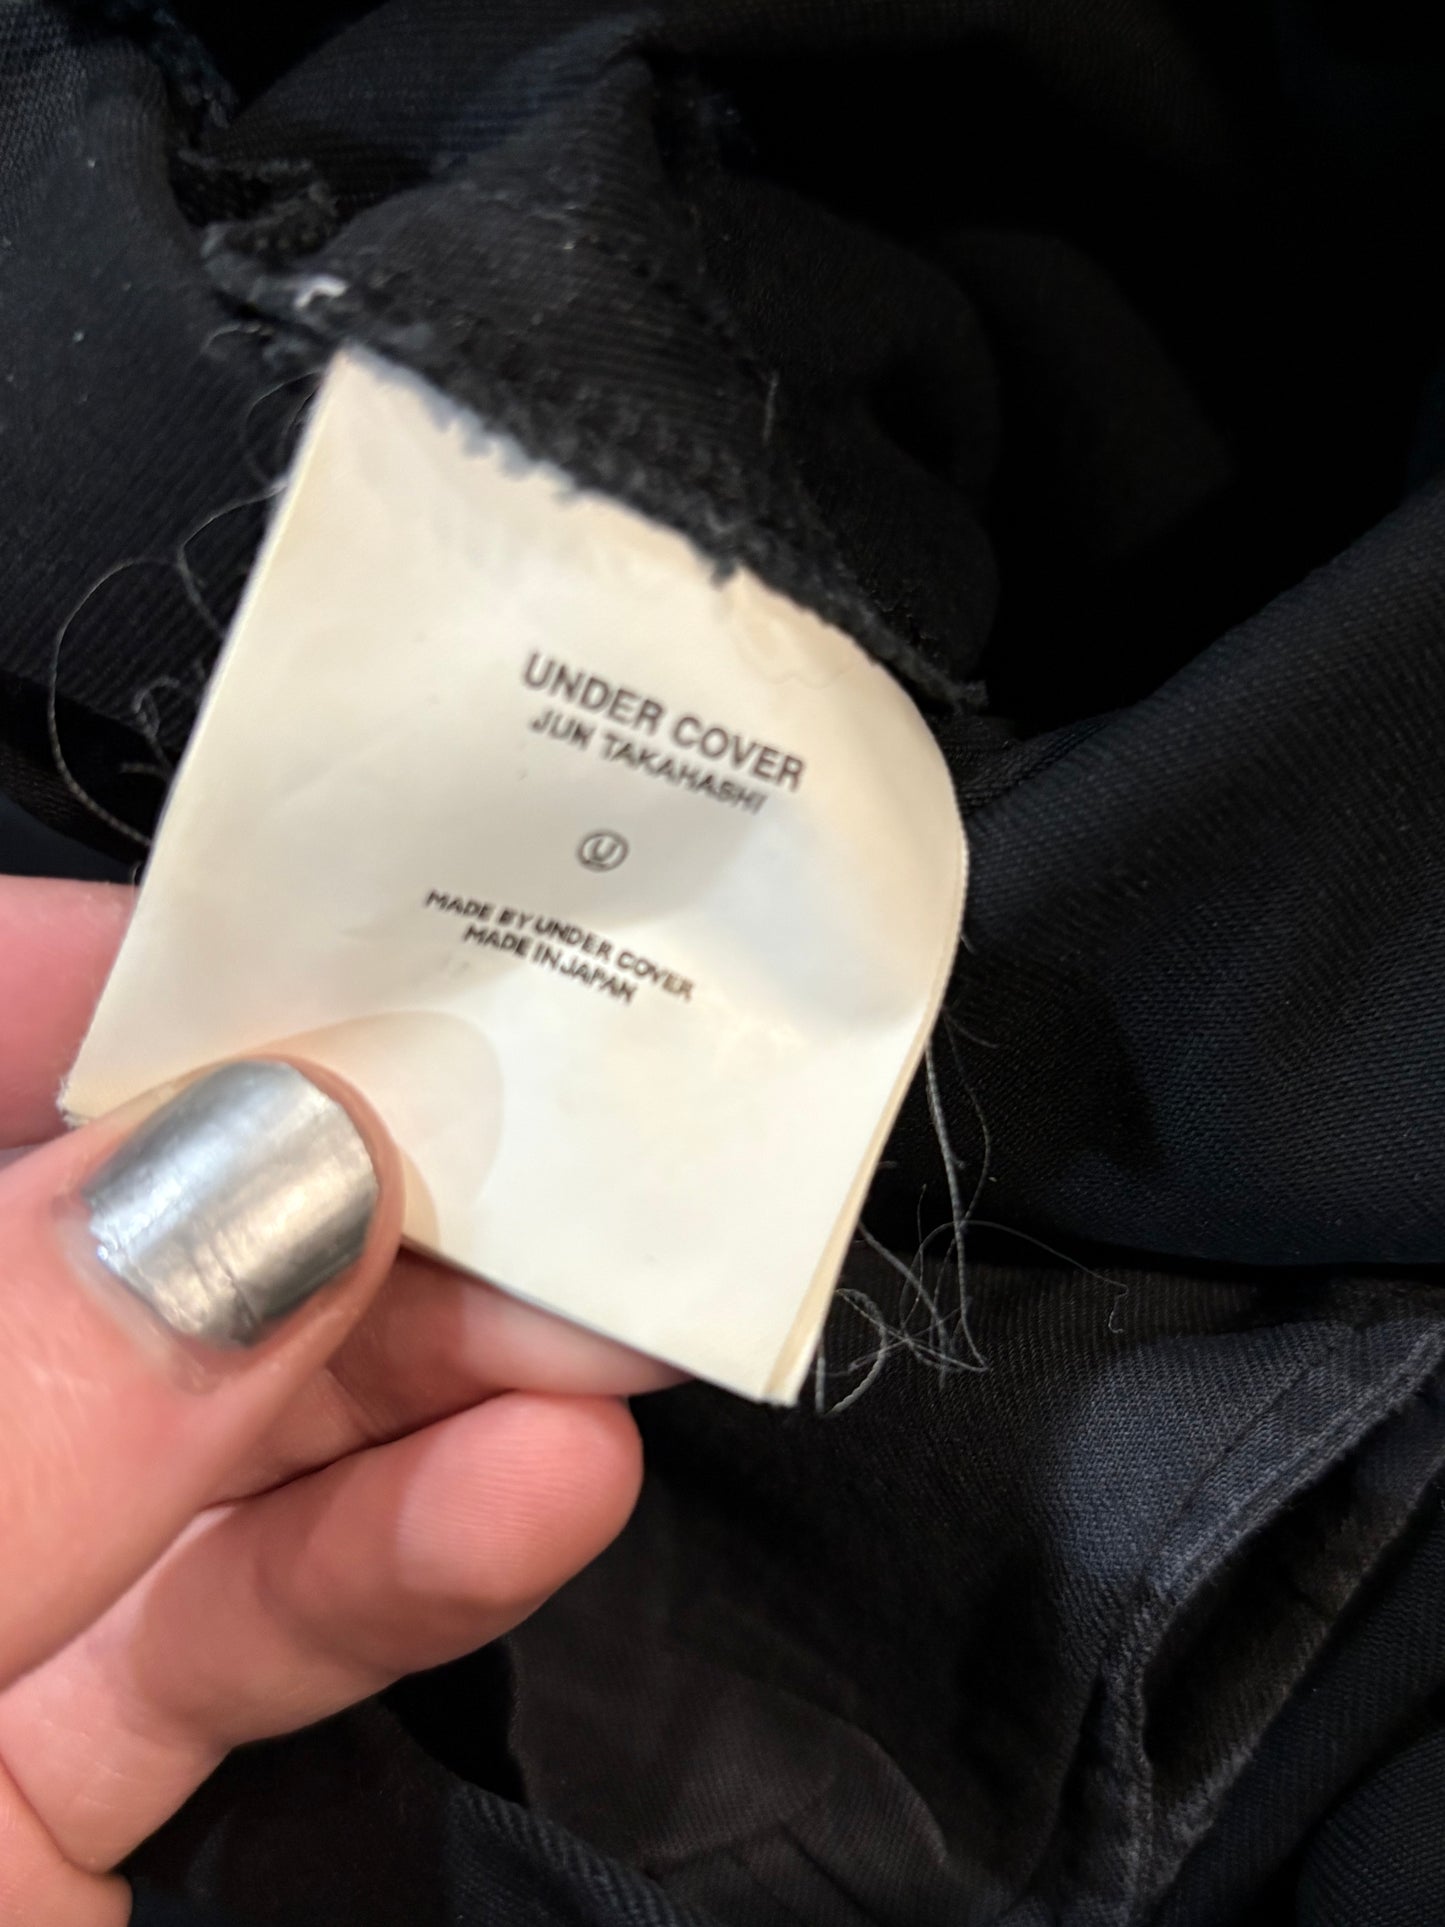 UNDER COVER
JUN TAKAHASHI
U
MADE BY UNDER COVER
MADE IN JAPAN